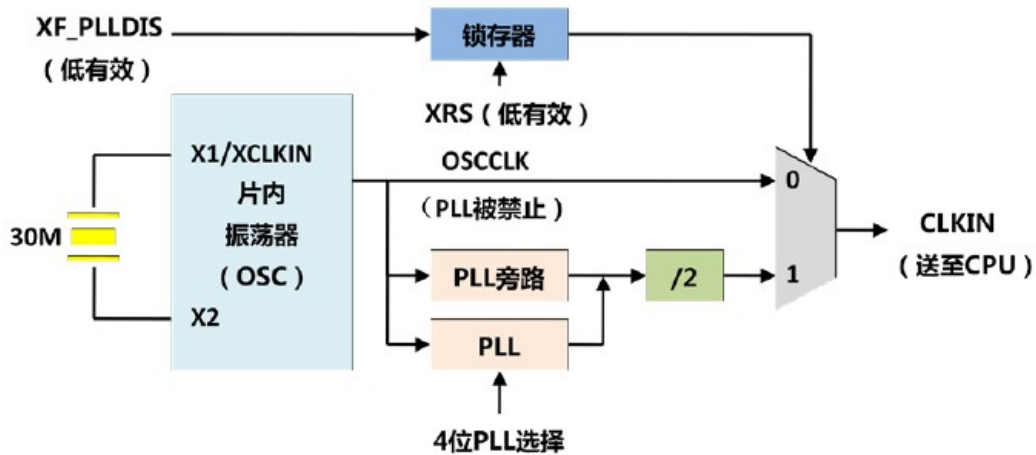 XF_PLLDIS
（低有效）
锁存器
XRS（低有效）
X1/XCLKIN
片内
振荡器
（OSC）
X2
30M
OSCCLK
（PLL被禁止）
PLL旁路
PLL
4位PLL选择
/2
0
1
CLKIN
（送至CPU）